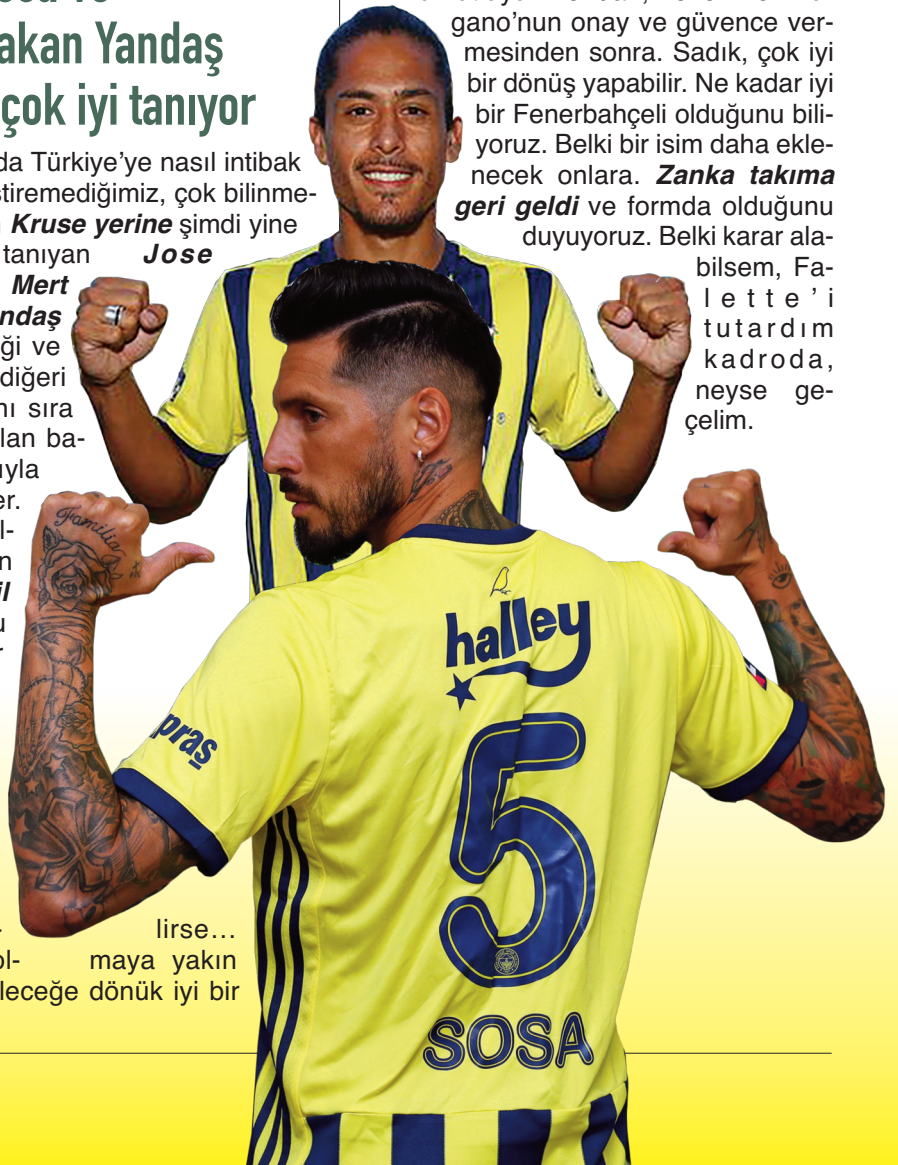 akan Yandaş
çok iyi tanıyor
da Türkiye’ye nasıl intibak
ştiremediğimiz, çok bilinme-
Kruse yerine şimdi yine
tanıyan Jose
Mert
ndaş
ği ve
diğeri
nı sıra
lan ba-
ıyla
er.
l-
n
il
u
r
lirse…
ol- maya yakın
leceğe dönük iyi bir
gano’nun onay ve güvence ver-
mesinden sonra. Sadık, çok iyi
bir dönüş yapabilir. Ne kadar iyi
bir Fenerbahçeli olduğunu bili-
yoruz. Belki bir isim daha ekle-
necek onlara. Zanka takıma
geri geldi ve formda olduğunu
duyuyoruz. Belki karar ala-
bilsem, Fa-
lette’i
tutardım
kadroda,
neyse ge-
çelim.
Familia
halley
praş
5
SOSA